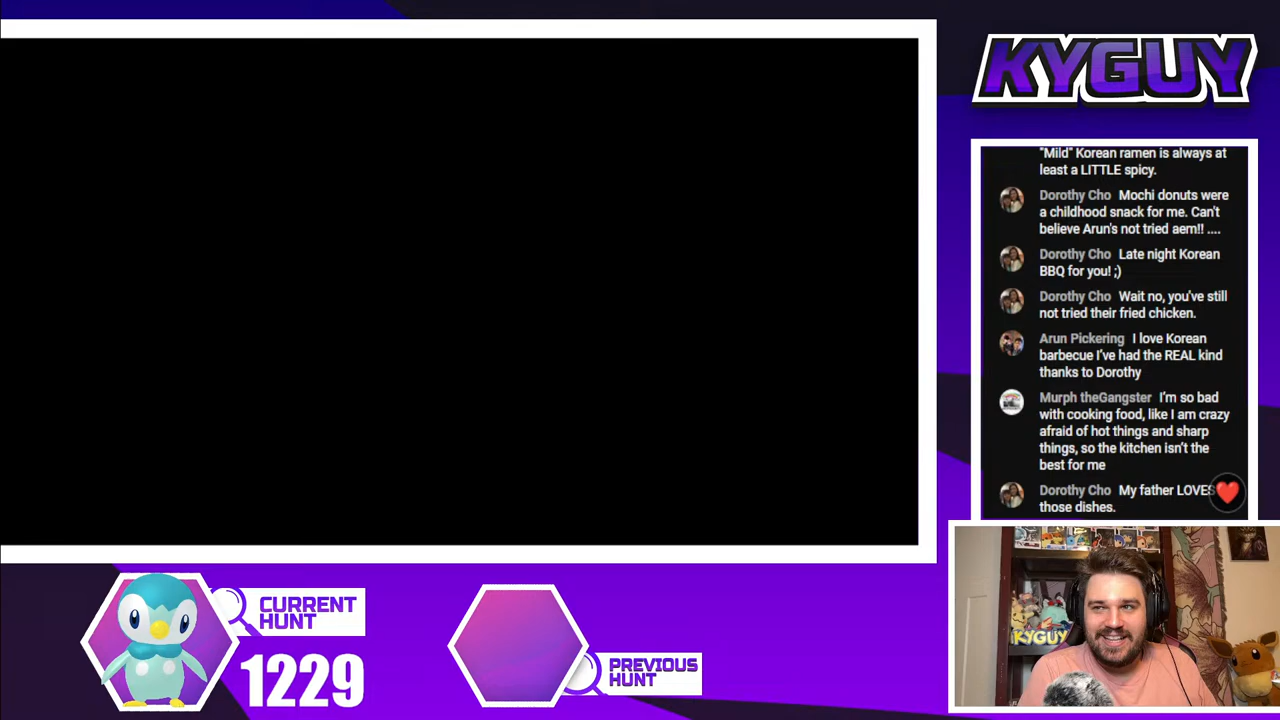 KYGUY
"Mild" Korean ramen is always at
least a LITTLE spicy.
Dorothy Cho Mochi donuts were
a childhood snack for me. Can't
believe Arun's not tried aem!! ....
Dorothy Cho Late night Korean
BBQ for you! ;)
Dorothy Cho Wait no, you've still
not tried their fried chicken.
Arun Pickering I love Korean
barbecue I've had the REAL kind
thanks to Dorothy
Murph theGangster I'm so bad
with cooking food, like I am crazy
afraid of hot things and sharp
things, so the kitchen isn't the
best for me
Dorothy Cho My father LOVES
those dishes.
KYGUY
CURRENT
HUNT
1229
PREVIOUS
HUNT